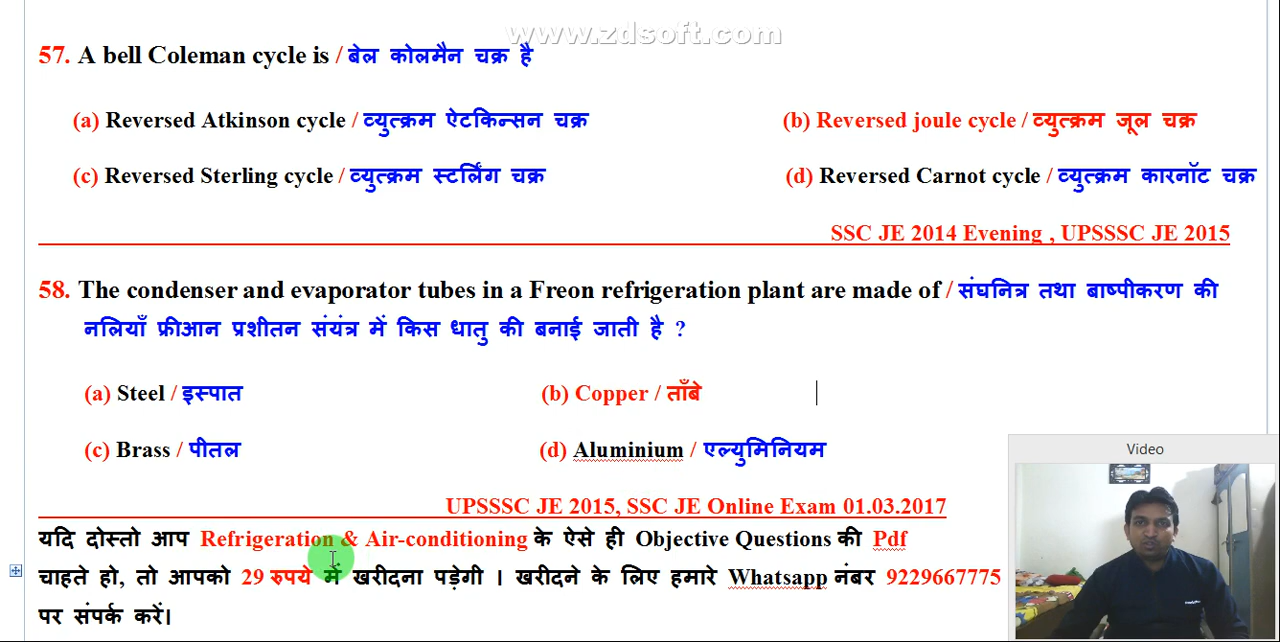 www.zdsoft.com
57. A bell Coleman cycle is / बेल कोलमैन चक्र है
(a) Reversed Atkinson cycle / व्युत्क्रम ऐटकिन्सन चक्र (b) Reversed joule cycle / व्युत्क्रम जूल चक्र
(c) Reversed Sterling cycle / व्युत्क्रम स्टर्लिंग चक्र (d) Reversed Carnot cycle / व्युत्क्रम कारनॉट चक्र
SSC JE 2014 Evening , UPSSSC JE 2015
58. The condenser and evaporator tubes in a Freon refrigeration plant are made of / संघनित्र तथा बाष्पीकरण की
नलियाँ फ्रीआन प्रशीतन संयंत्र में किस धातु की बनाई जाती है ?
(a) Steel / इस्पात (b) Copper / ताँबे
(c) Brass / पीतल (d) Aluminium / एल्युमिनियम
UPSSSC JE 2015, SSC JE Online Exam 01.03.2017
यदि दोस्तो आप Refrigeration & Air-conditioning के ऐसे ही Objective Questions की Pdf
चाहते हो, तो आपको 29 रुपये में खरीदना पड़ेगी । खरीदने के लिए हमारे Whatsapp नंबर 9229667775
पर संपर्क करें।
Video